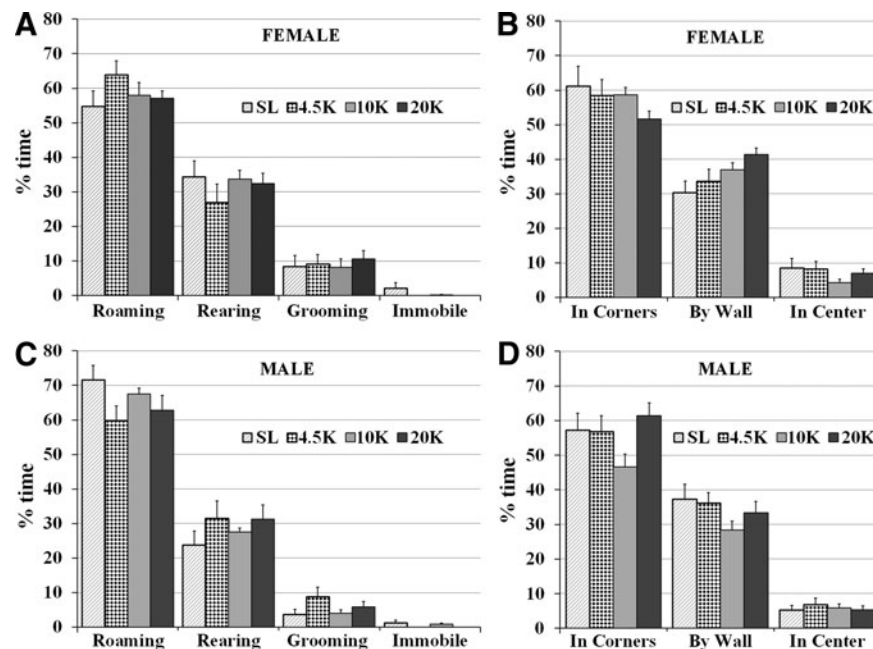 A
FEMALE
SL 4.5K 10K 20K
% time
80
70
60
50
40
30
20
10
0
Roaming Rearing Grooming Immobile
B
FEMALE
SL 4.5K 10K 20K
% time
80
70
60
50
40
30
20
10
0
In Corners By Wall In Center
C
MALE
SL 4.5K 10K 20K
% time
80
70
60
50
40
30
20
10
0
Roaming Rearing Grooming Immobile
D
MALE
SL 4.5K 10K 20K
% time
80
70
60
50
40
30
20
10
0
In Corners By Wall In Center